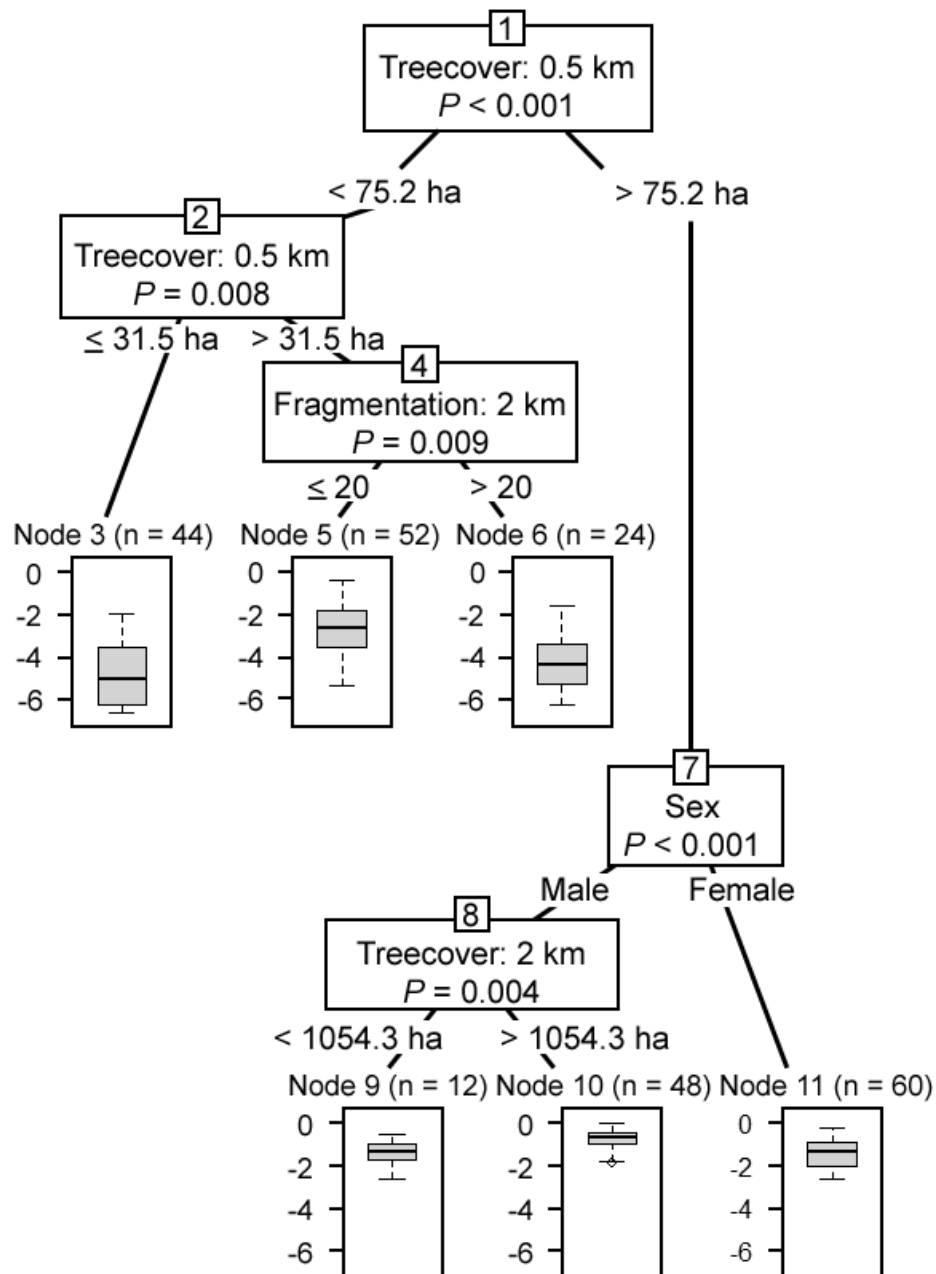 1
Treecover: 0.5 km
P < 0.001
< 75.2 ha
> 75.2 ha
2
Treecover: 0.5 km
P = 0.008
≤ 31.5 ha
> 31.5 ha
4
Fragmentation: 2 km
P = 0.009
≤ 20
> 20
Node 3 (n = 44)
0
-2
-4
-6
Node 5 (n = 52)
0
-2
-4
-6
Node 6 (n = 24)
0
-2
-4
-6
7
Sex
P < 0.001
Male
Female
8
Treecover: 2 km
P = 0.004
< 1054.3 ha
> 1054.3 ha
Node 9 (n = 12)
0
-2
-4
-6
Node 10 (n = 48)
0
-2
-4
-6
Node 11 (n = 60)
0
-2
-4
-6